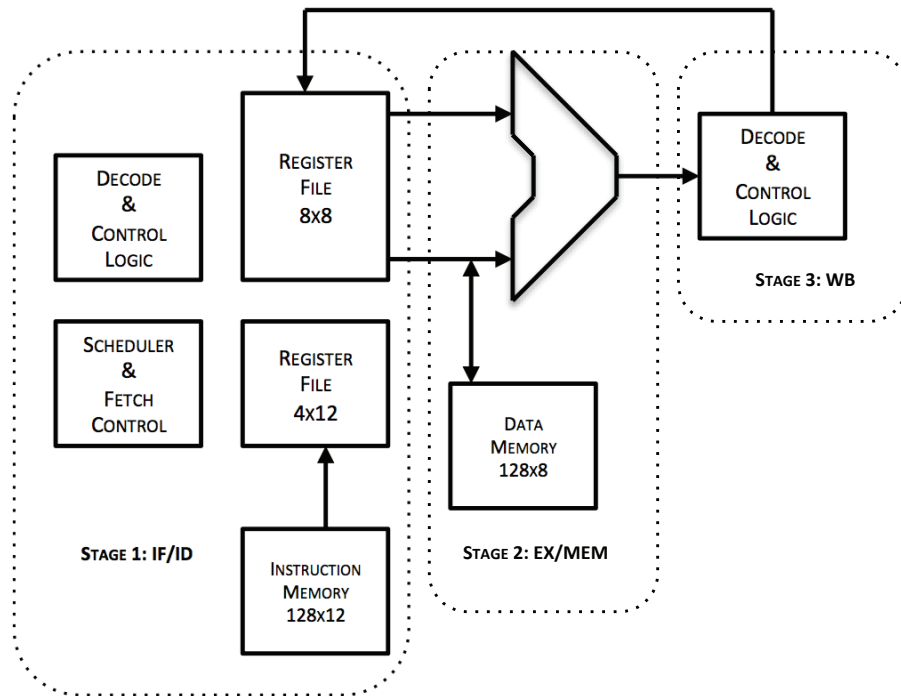 Decode
&
Control
Logic
Register
File
8x8
Scheduler
&
Fetch
Control
Register
File
4x12
Stage 1: IF/ID
Instruction
Memory
128x12
Data
Memory
128x8
Stage 2: EX/MEM
Decode
&
Control
Logic
Stage 3: WB